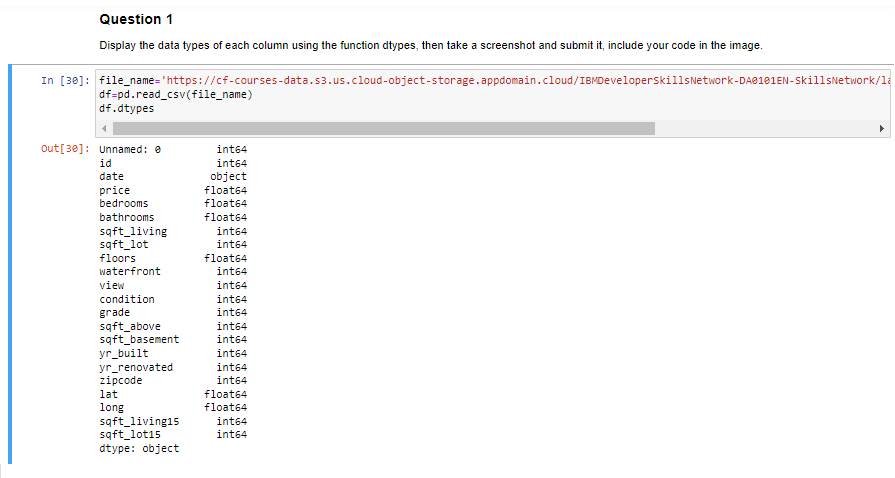 Question 1
Display the data types of each column using the function dtypes, then take a screenshot and submit it, include your code in the image.
In [30]: file_name='https://cf-courses-data.s3.us.cloud-object-storage.appdomain.cloud/IBMDeveloperSkillsNetwork-DA0101EN-SkillsNetwork/la
df=pd.read_csv(file_name)
df.dtypes
Out[30]: Unnamed: 0 int64
id int64
date object
price float64
bedrooms float64
bathrooms float64
sqft_living int64
sqft_lot int64
floors float64
waterfront int64
view int64
condition int64
grade int64
sqft_above int64
sqft_basement int64
yr_built int64
yr_renovated int64
zipcode int64
lat float64
long float64
sqft_living15 int64
sqft_lot15 int64
dtype: object